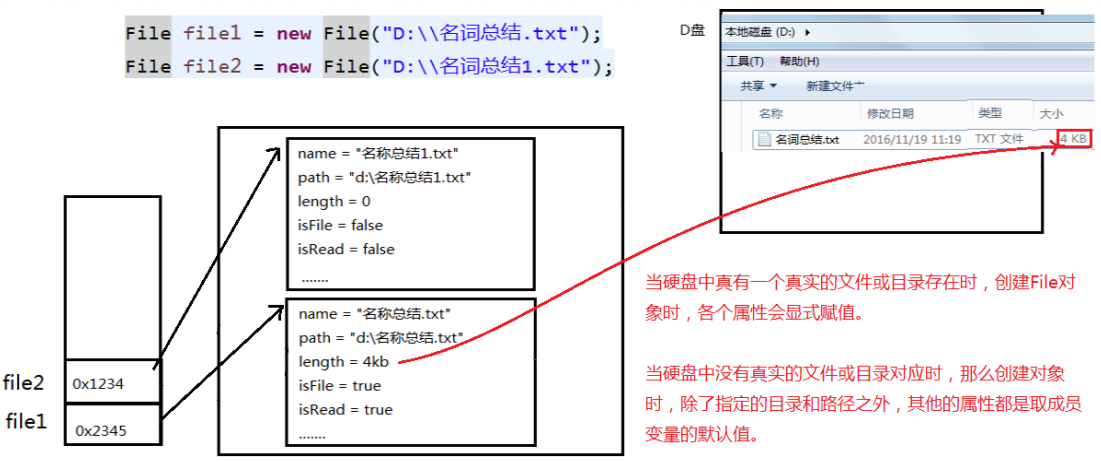 File file1 = new File("D:\\名词总结.txt");
File file2 = new File("D:\\名词总结1.txt");
D盘
本地磁盘 (D:)
工具(T) 帮助(H)
共享 新建文件
名称 修改日期 类型 大小
名词总结.txt 2016/11/19 11:19 TXT 文件 4 KB
name = "名称总结1.txt"
path = "d:\名称总结1.txt"
length = 0
isFile = false
isRead = false
.......
name = "名称总结.txt"
path = "d:\名称总结.txt"
length = 4kb
isFile = true
isRead = true
.......
file2 0x1234
file1 0x2345
当硬盘中真有一个真实的文件或目录存在时，创建File对
象时，各个属性会显式赋值。
当硬盘中没有真实的文件或目录对应时，那么创建对象
时，除了指定的目录和路径之外，其他的属性都是取成员
变量的默认值。